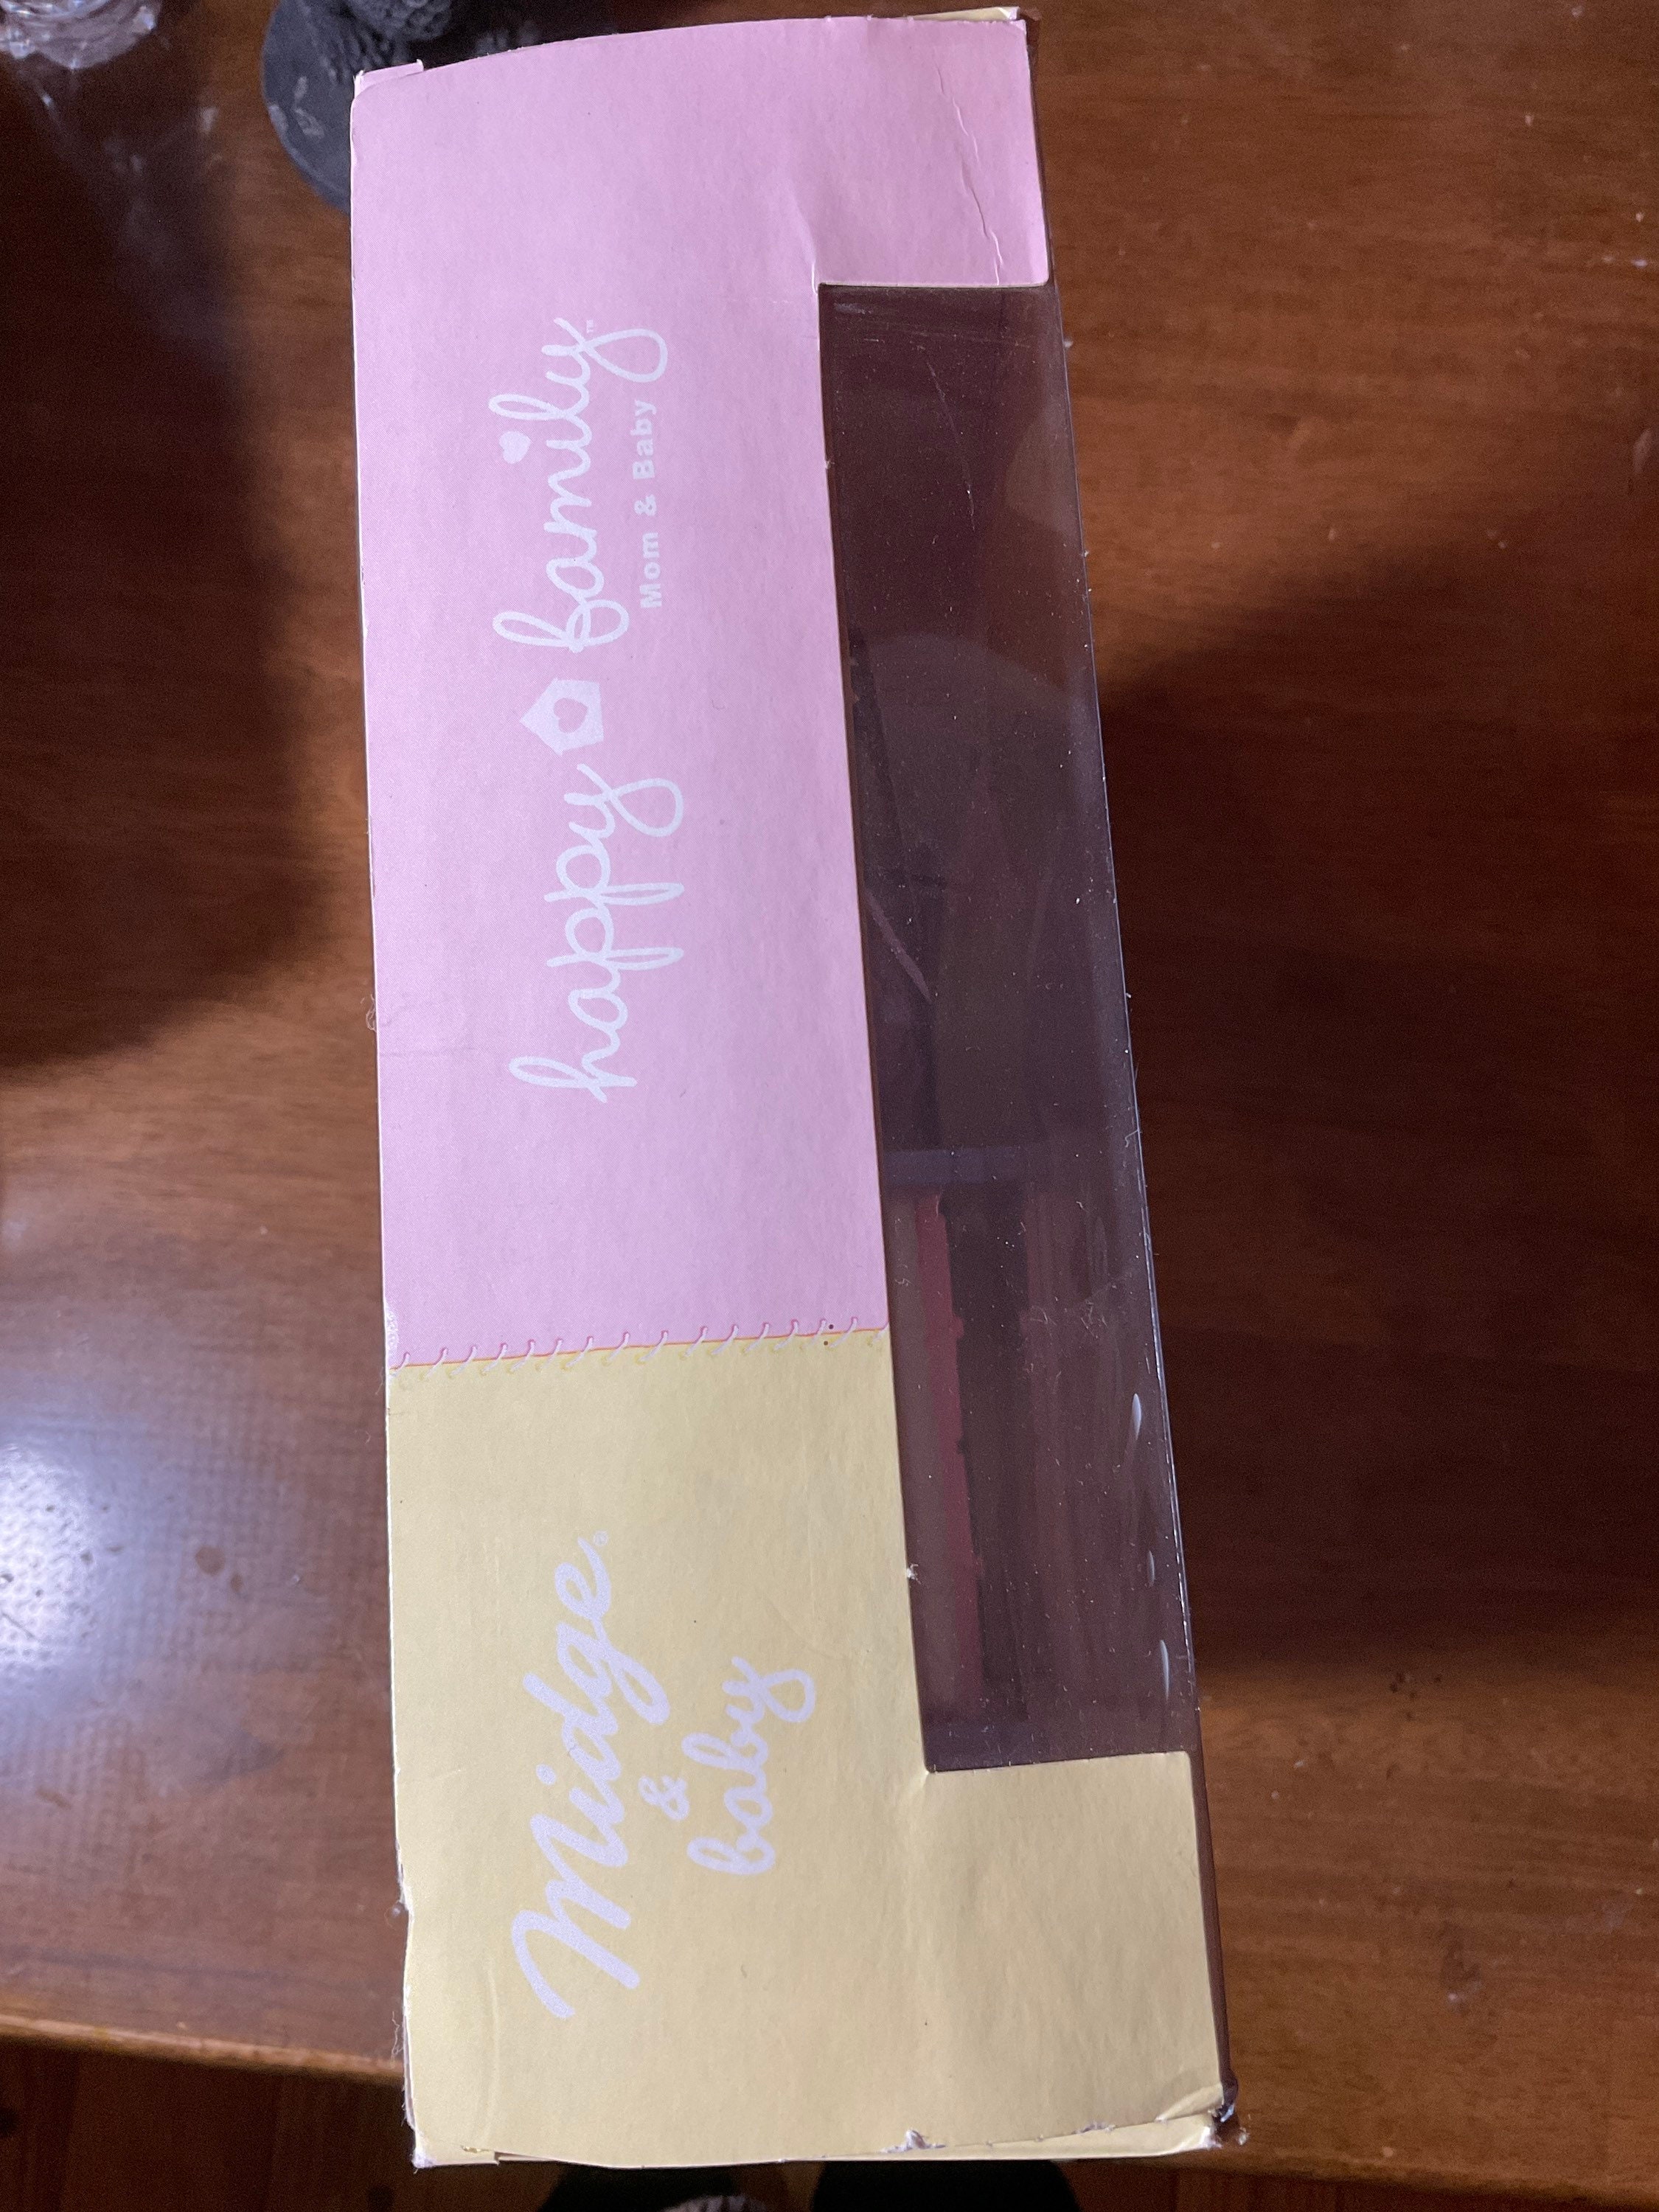 happy family™
Mom & Baby
Midge®
&
baby